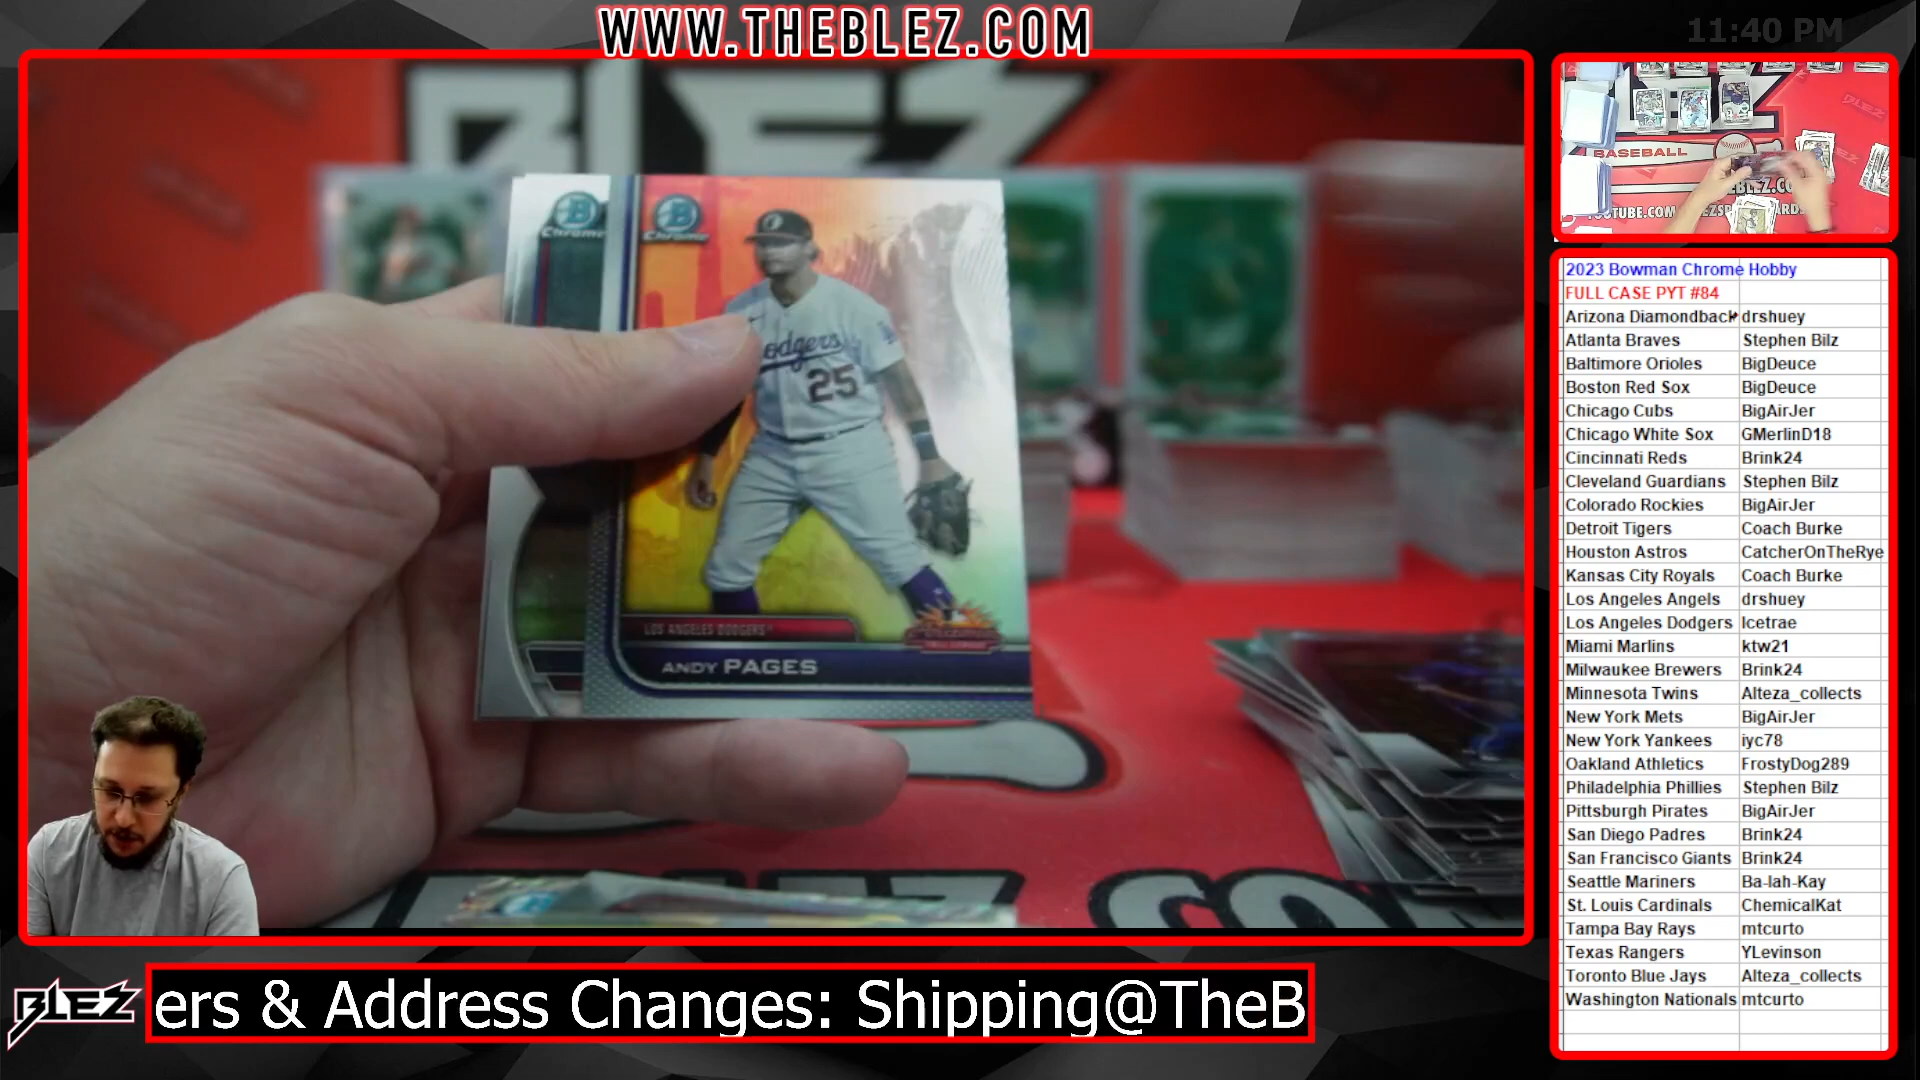 WWW.THEBLEZ.COM
11:40 PM
BLEZ
Chrome
Chrome
Dodgers
25
LOS ANGELES DODGERS
ANDY PAGES
BASEBALL
2023 Bowman Chrome Hobby
FULL CASE PYT #84
Arizona Diamondback drshuey
Atlanta Braves Stephen Bilz
Baltimore Orioles BigDeuce
Boston Red Sox BigDeuce
Chicago Cubs BigAirJer
Chicago White Sox GMerlinD18
Cincinnati Reds Brink24
Cleveland Guardians Stephen Bilz
Colorado Rockies BigAirJer
Detroit Tigers Coach Burke
Houston Astros CatcherOnTheRye
Kansas City Royals Coach Burke
Los Angeles Angels drshuey
Los Angeles Dodgers Icetrae
Miami Marlins ktw21
Milwaukee Brewers Brink24
Minnesota Twins Alteza_collects
New York Mets BigAirJer
New York Yankees iyc78
Oakland Athletics FrostyDog289
Philadelphia Phillies Stephen Bilz
Pittsburgh Pirates BigAirJer
San Diego Padres Brink24
San Francisco Giants Brink24
Seattle Mariners Ba-lah-Kay
St. Louis Cardinals ChemicalKat
Tampa Bay Rays mtcurto
Texas Rangers YLevinson
Toronto Blue Jays Alteza_collects
Washington Nationals mtcurto
BLEZ
ers & Address Changes: Shipping@TheB